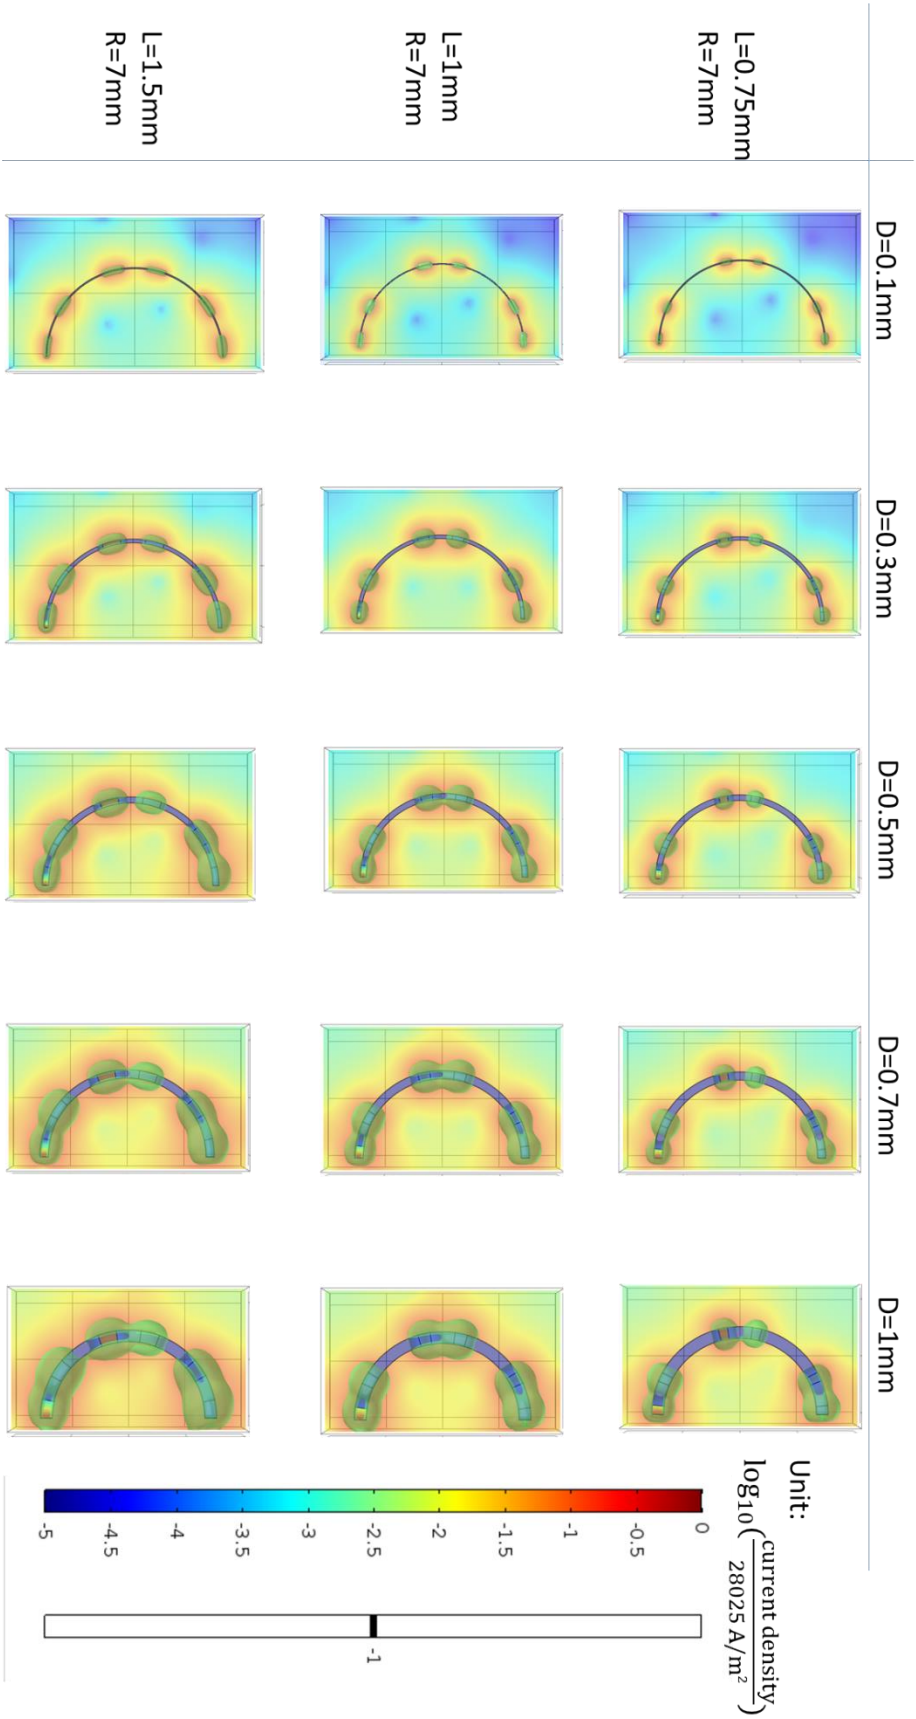 D=0.1mm
D=0.3mm
D=0.5mm
D=0.7mm
D=1mm
L=0.75mm
R=7mm
L=1mm
R=7mm
L=1.5mm
R=7mm
Unit:
log10(current density / 28025 A/m²)
0
-0.5
-1
-1.5
-2
-2.5
-3
-3.5
-4
-4.5
-5
-1